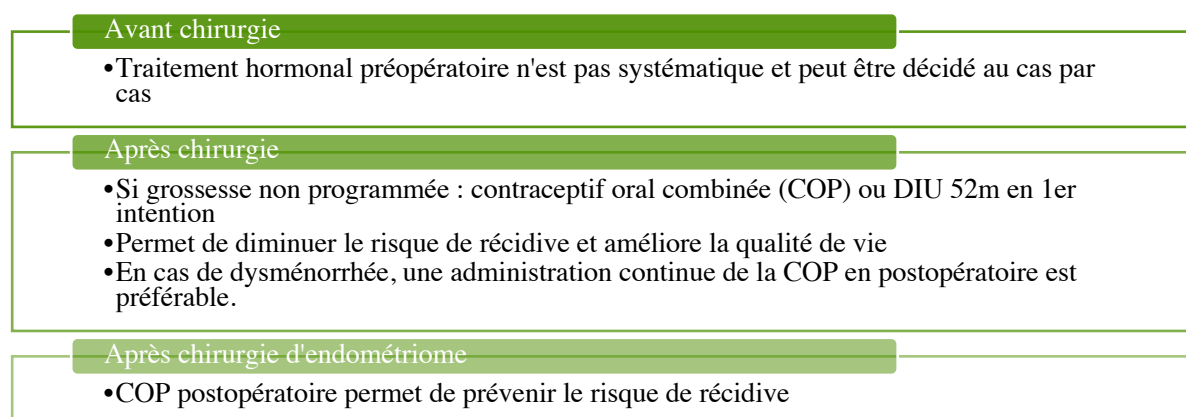 Avant chirurgie
•Traitement hormonal préopératoire n'est pas systématique et peut être décidé au cas par
cas
Après chirurgie
•Si grossesse non programmée : contraceptif oral combinée (COP) ou DIU 52m en 1er
intention
•Permet de diminuer le risque de récidive et améliore la qualité de vie
•En cas de dysménorrhée, une administration continue de la COP en postopératoire est
préférable.
Après chirurgie d'endométriome
•COP postopératoire permet de prévenir le risque de récidive